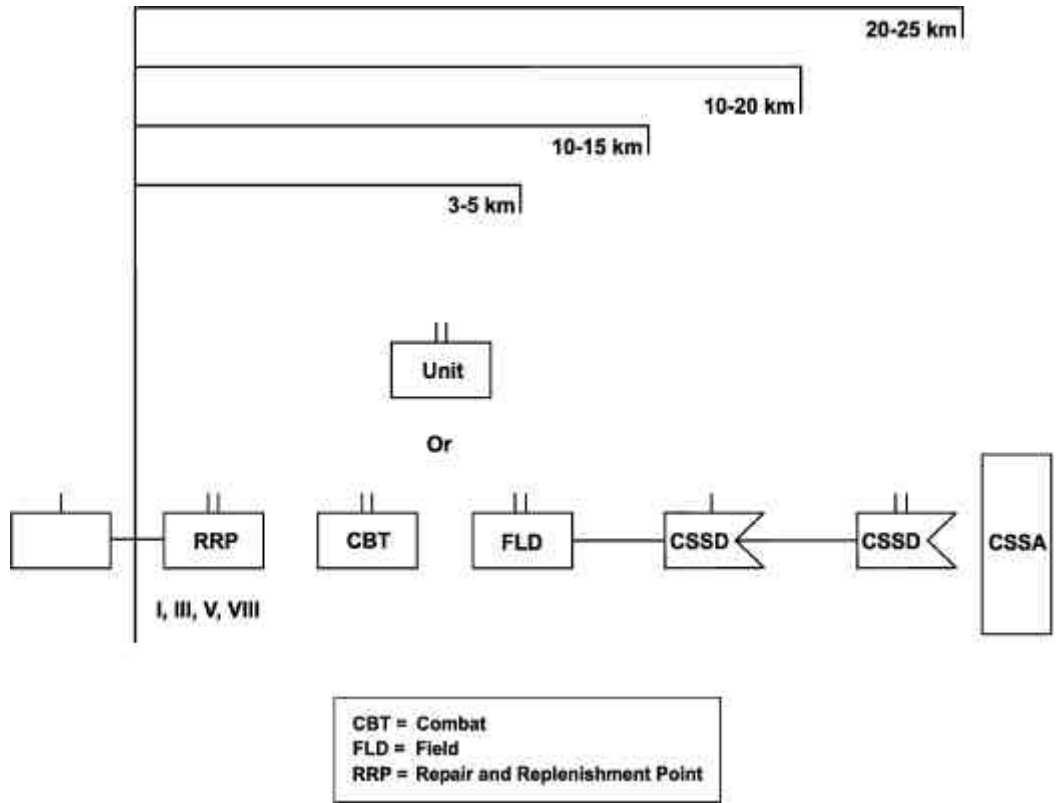 20-25 km
10-20 km
10-15 km
3-5 km
Unit
Or
RRP
CBT
FLD
CSSD
CSSD
CSSA
I, III, V, VIII
CBT = Combat
FLD = Field
RRP = Repair and Replenishment Point